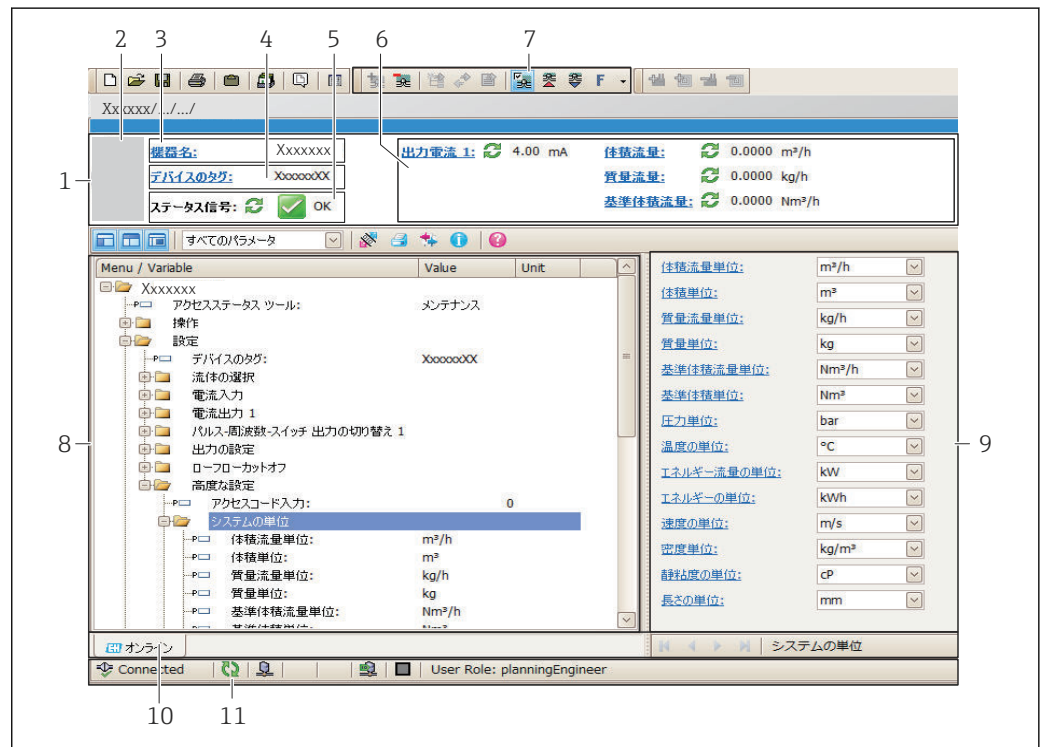 2 3 4 5 6 7
F
Xxxxxx/../../
1
機器名: Xxxxxxx
デバイスのタグ: XxxxxxXX
ステータス信号: OK
出力電流 1: 4.00 mA
体積流量: 0.0000 m³/h
質量流量: 0.0000 kg/h
基準体積流量: 0.0000 Nm³/h
すべてのパラメータ
Menu / Variable Value Unit
Xxxxxxx
アクセスステータス ツール: メンテナンス
操作
設定
デバイスのタグ: XxxxxxXX
流体の選択
電流入力
電流出力 1
パルス-周波数-スイッチ 出力の切り替え 1
8
出力の設定
ローフローカットオフ
高度な設定
アクセスコード入力: 0
システムの単位
体積流量単位: m³/h
体積単位: m³
質量流量単位: kg/h
質量単位: kg
基準体積流量単位: Nm³/h
基準体積単位: Nm³
体積流量単位: m³/h
体積単位: m³
質量流量単位: kg/h
質量単位: kg
基準体積流量単位: Nm³/h
基準体積単位: Nm³
圧力単位: bar
温度の単位: °C
9
エネルギー流量の単位: kW
エネルギーの単位: kWh
速度の単位: m/s
密度単位: kg/m³
静粘度の単位: cP
長さの単位: mm
オンライン
システムの単位
Connected
User Role: planningEngineer
10 11